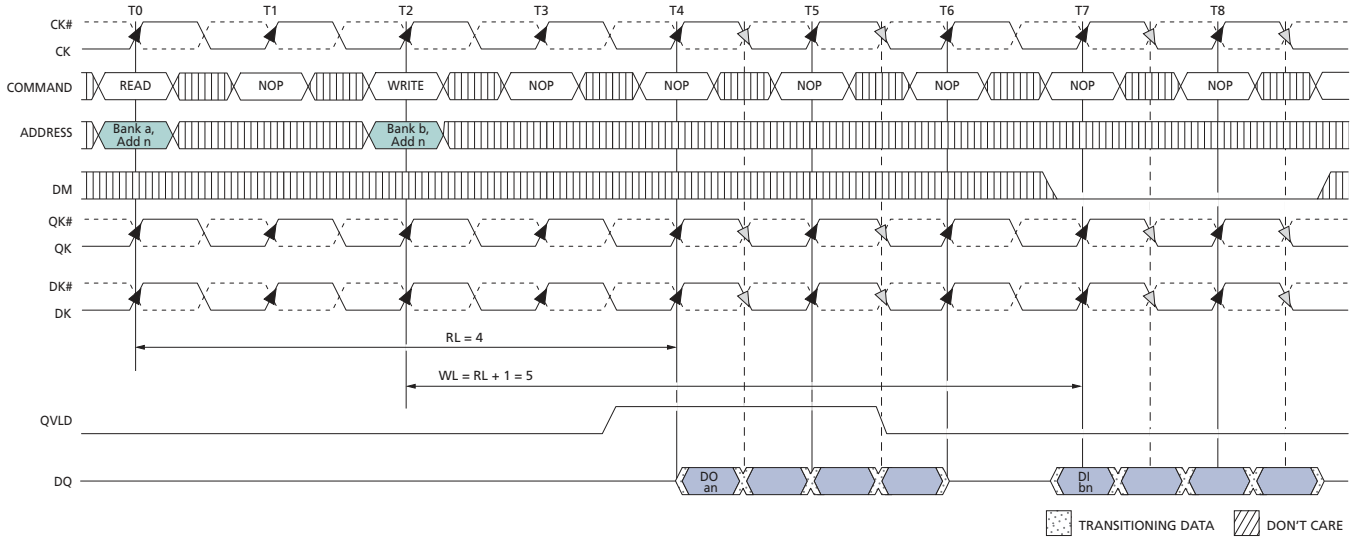 T0 T1 T2 T3 T4 T5 T6 T7 T8
CK#
CK
COMMAND READ NOP WRITE NOP NOP NOP NOP NOP NOP
ADDRESS Bank a, Bank b,
Add n Add n
DM
QK#
QK
DK#
DK
RL = 4
WL = RL + 1 = 5
QVLD
DQ DO DI
an bn
TRANSITIONING DATA DON'T CARE